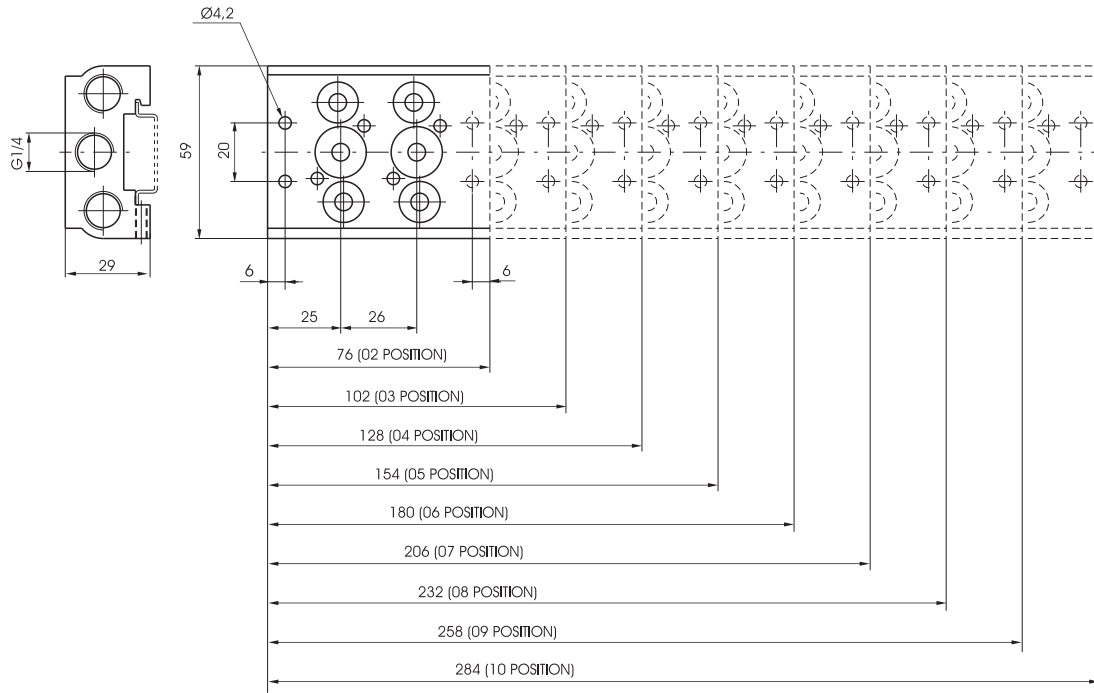 Ø4,2
G1/4
59
20
29
6
6
25
26
76 (02 POSITION)
102 (03 POSITION)
128 (04 POSITION)
154 (05 POSITION)
180 (06 POSITION)
206 (07 POSITION)
232 (08 POSITION)
258 (09 POSITION)
284 (10 POSITION)